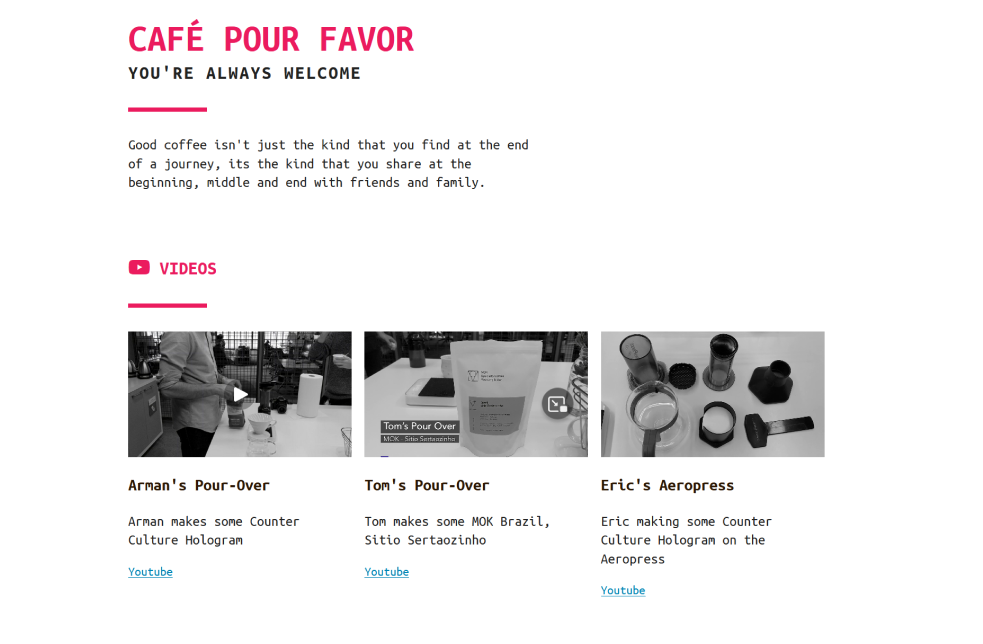 CAFÉ POUR FAVOR
YOU'RE ALWAYS WELCOME
Good coffee isn't just the kind that you find at the end
of a journey, its the kind that you share at the
beginning, middle and end with friends and family.
VIDEOS
Tom's Pour Over
MOK - Sitio Sertaozinho
Arman's Pour-Over
Arman makes some Counter
Culture Hologram
Youtube
Tom's Pour-Over
Tom makes some MOK Brazil,
Sitio Sertaozinho
Youtube
Eric's Aeropress
Eric making some Counter
Culture Hologram on the
Aeropress
Youtube